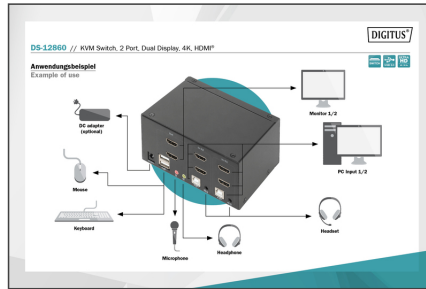 DIGITUS®
DS-12860 // KVM Switch, 2 Port, Dual Display, 4K, HDMI®
Anwendungsbeispiel
Example of use
Monitor 1/2
DC adapter
(optional)
PC Input 1/2
Mouse
Keyboard
Microphone
Headphone
Headset